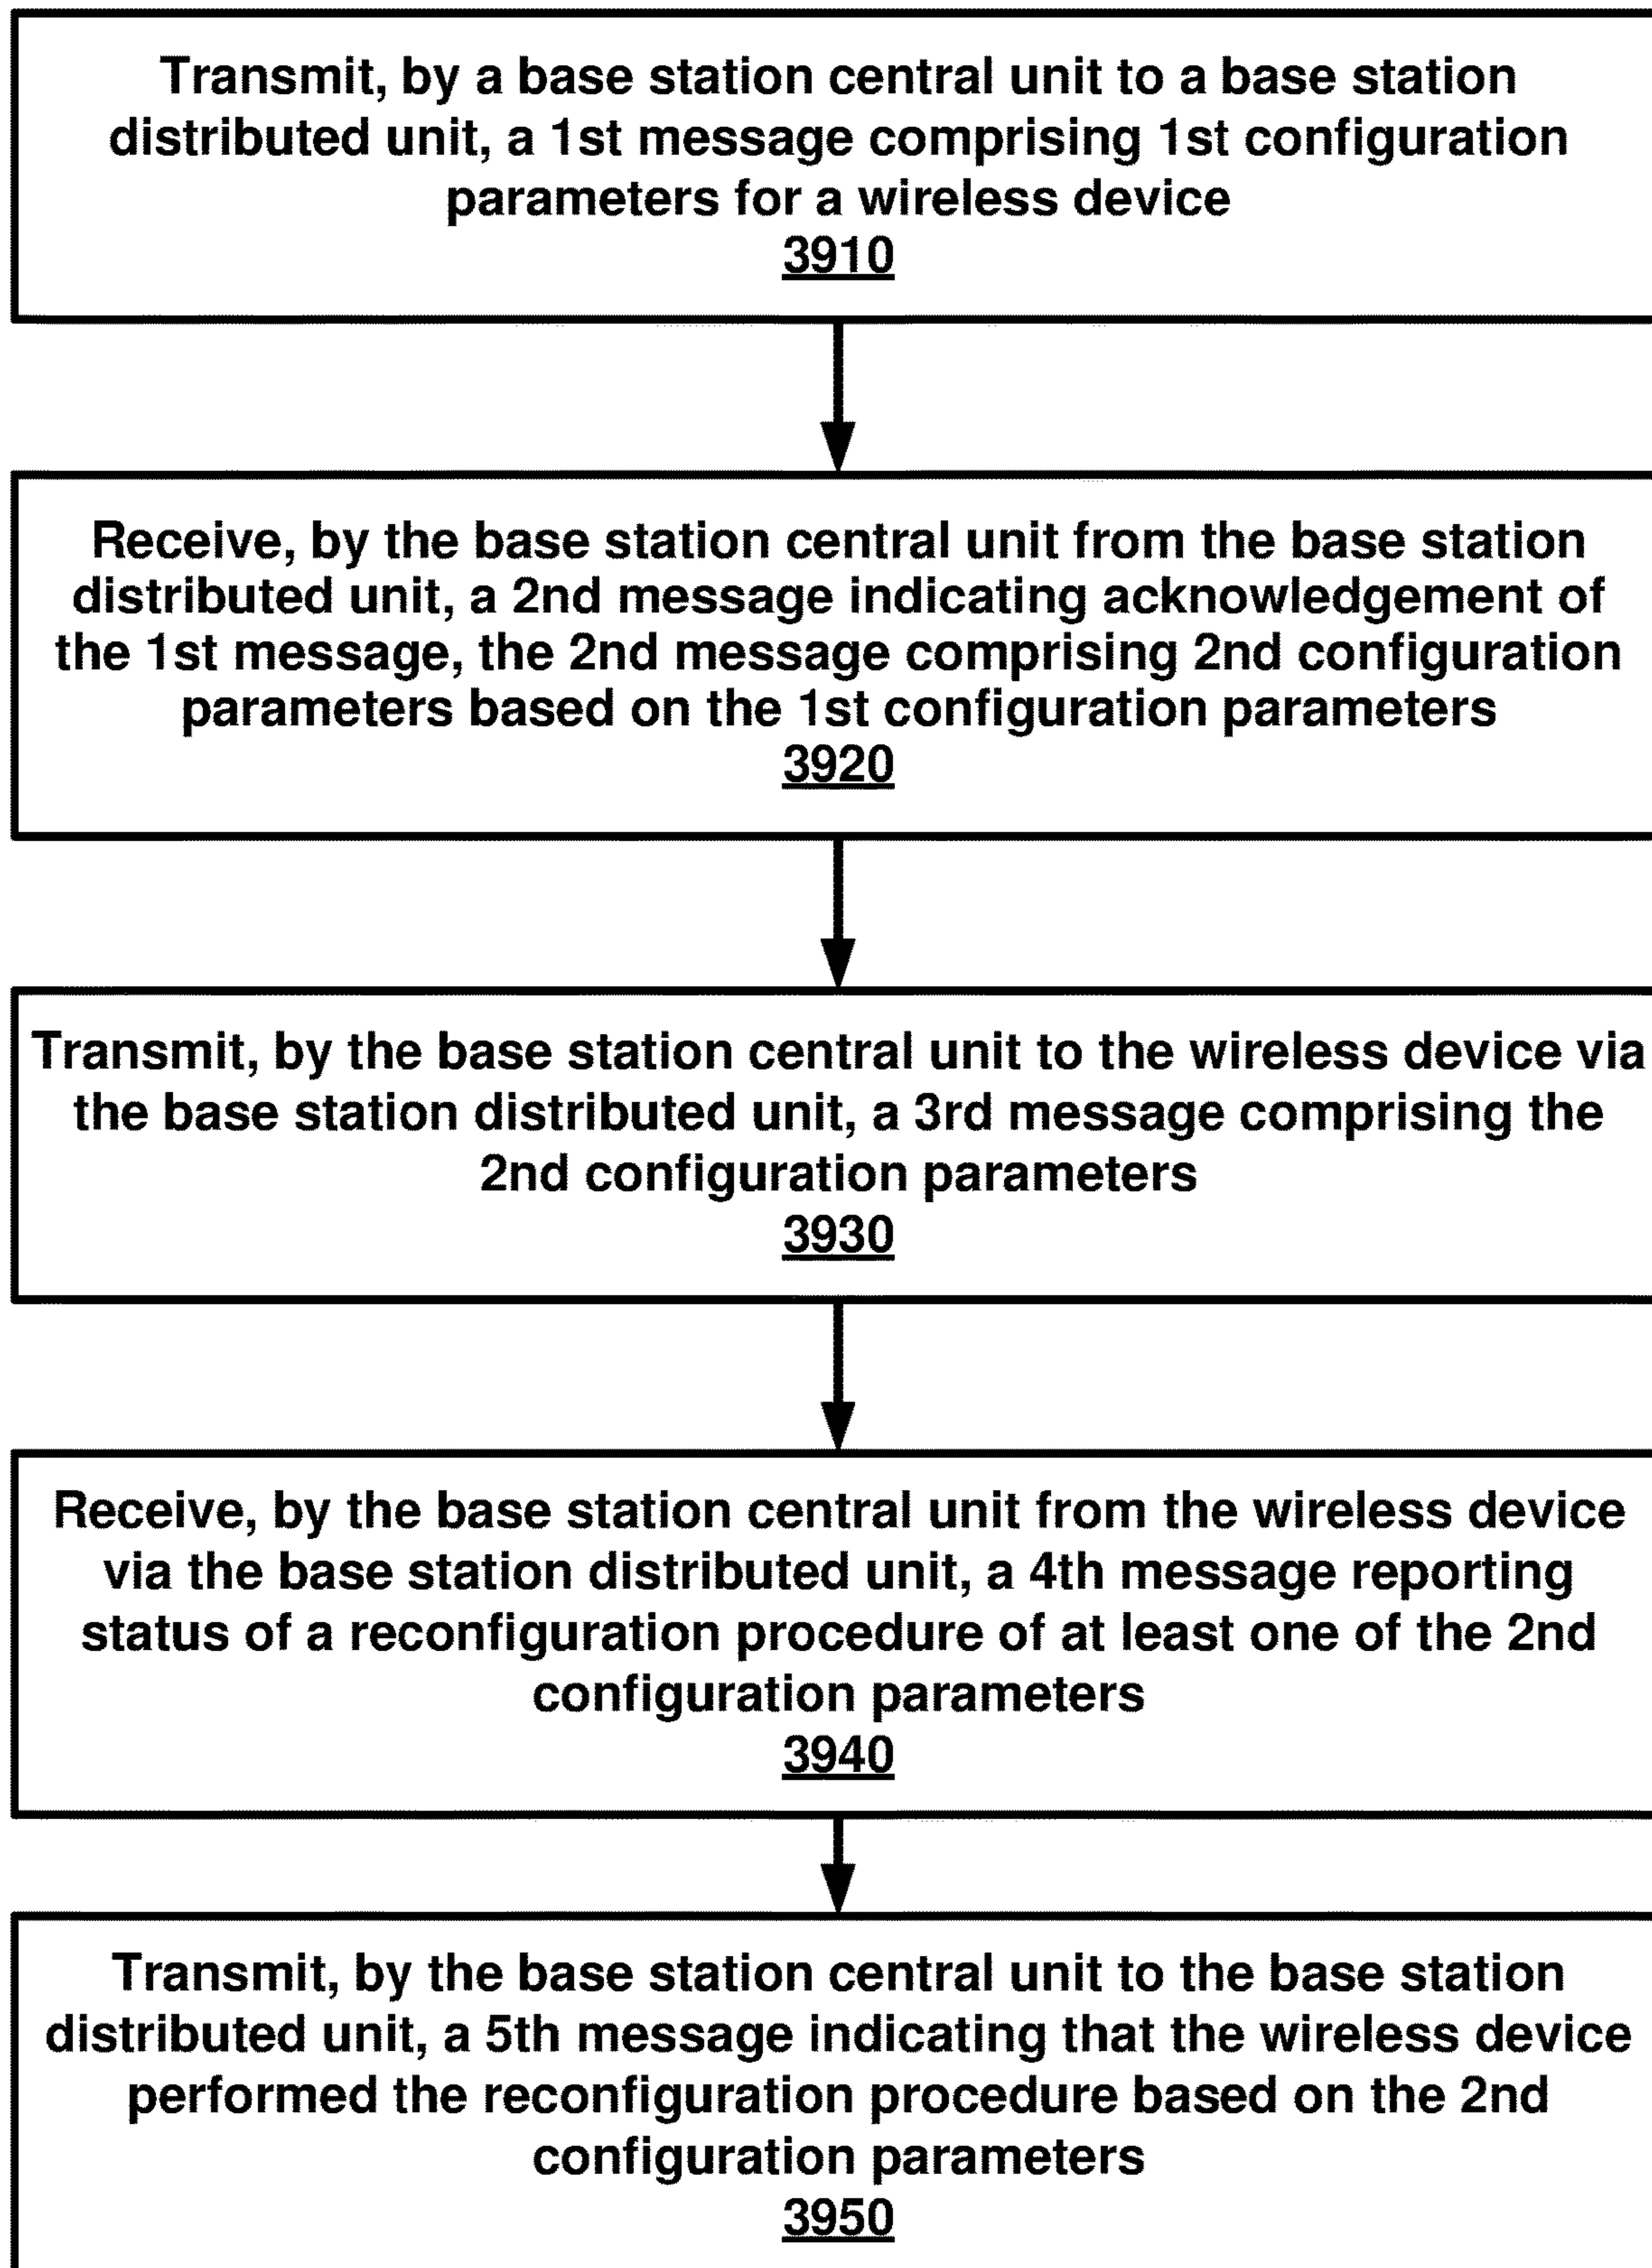 Transmit, by a base station central unit to a base station
distributed unit, a 1st message comprising 1st configuration
parameters for a wireless device
3910
Receive, by the base station central unit from the base station
distributed unit, a 2nd message indicating acknowledgement of
the 1st message, the 2nd message comprising 2nd configuration
parameters based on the 1st configuration parameters
3920
Transmit, by the base station central unit to the wireless device via
the base station distributed unit, a 3rd message comprising the
2nd configuration parameters
3930
Receive, by the base station central unit from the wireless device
via the base station distributed unit, a 4th message reporting
status of a reconfiguration procedure of at least one of the 2nd
configuration parameters
3940
Transmit, by the base station central unit to the base station
distributed unit, a 5th message indicating that the wireless device
performed the reconfiguration procedure based on the 2nd
configuration parameters
3950